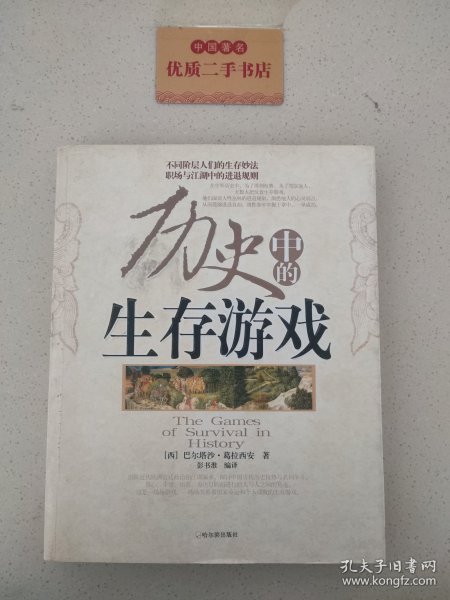 中国著名
优质二手书店
不同阶层人们的生存妙法
职场与江湖中的进退规则
历史中的
生存游戏
The Games
of Survival in
History
[西] 巴尔塔沙·葛拉西安 著
彭书淮 编译
哈尔滨出版社
孔夫子旧书网
www.kongfz.com